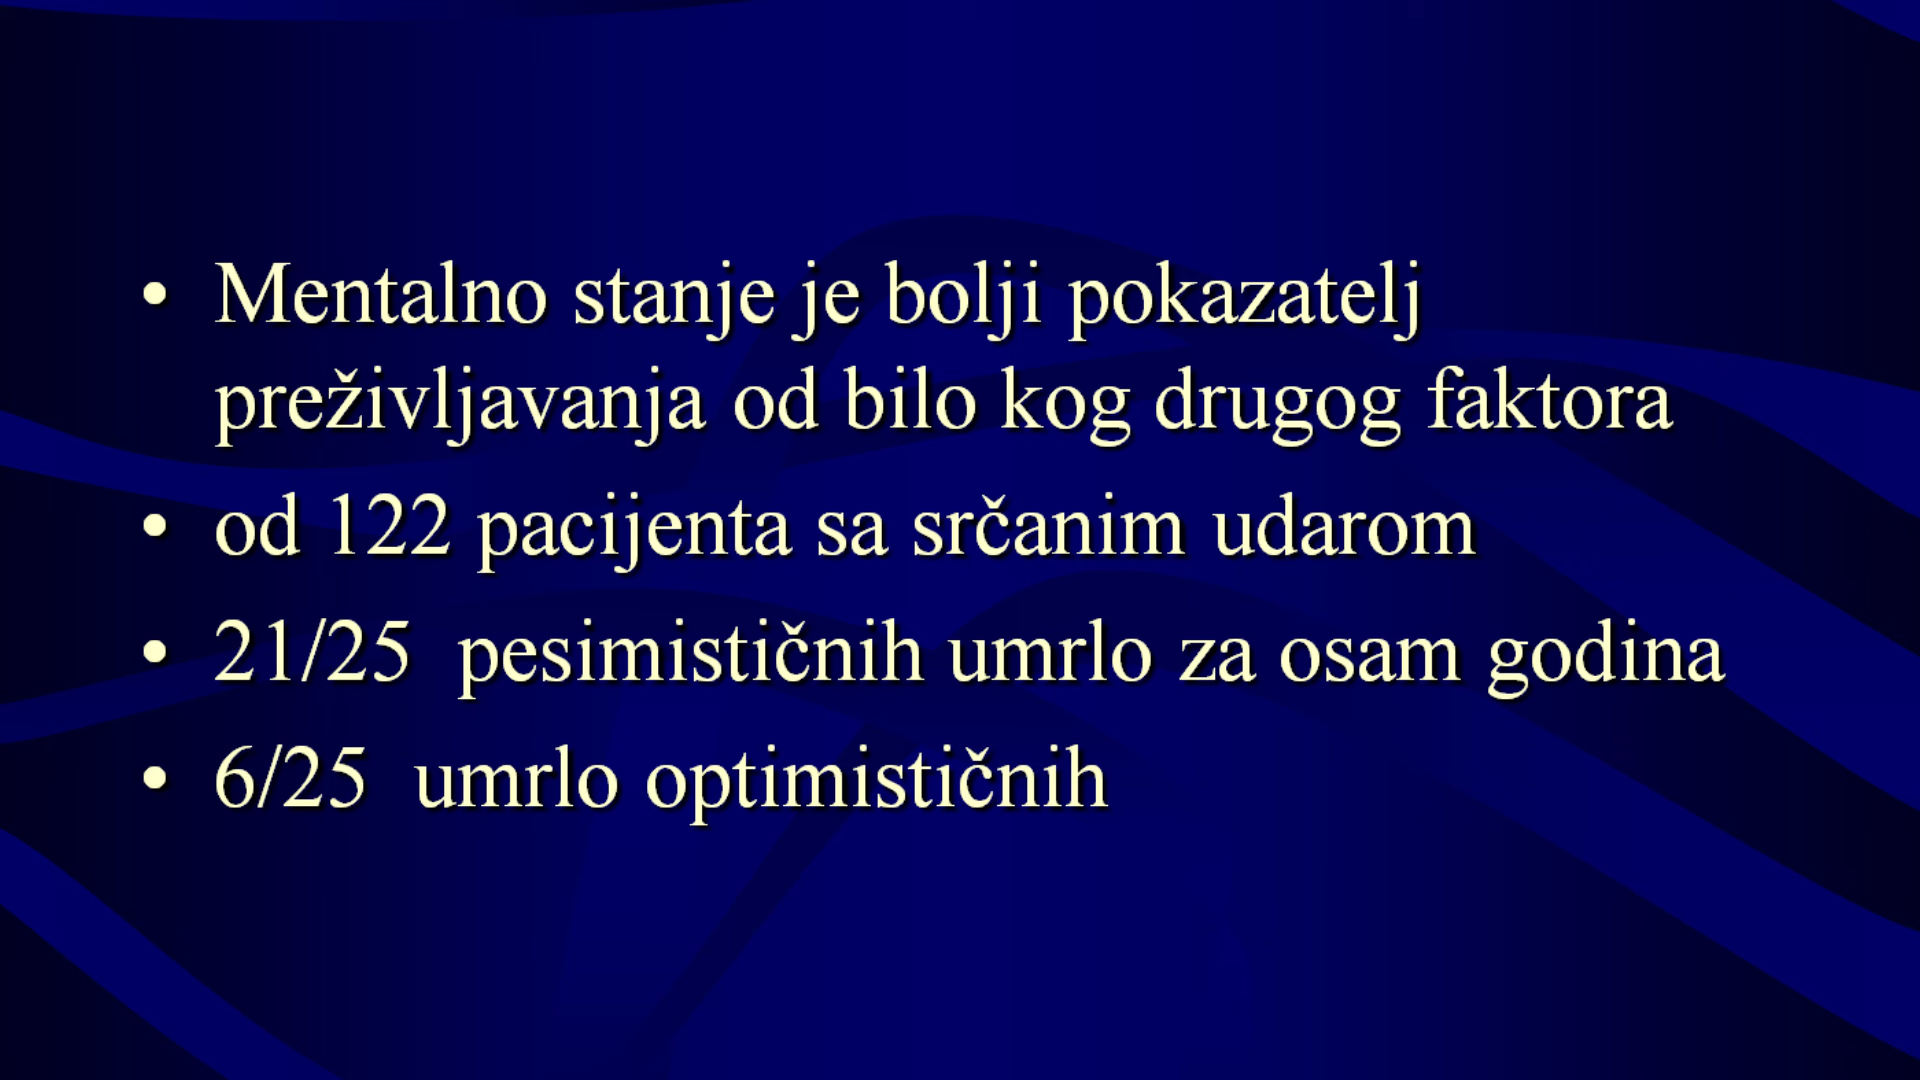 • Mentalno stanje je bolji pokazatelj
preživljavanja od bilo kog drugog faktora
• od 122 pacijenta sa srčanim udarom
• 21/25 pesimističnih umrlo za osam godina
• 6/25 umrlo optimističnih